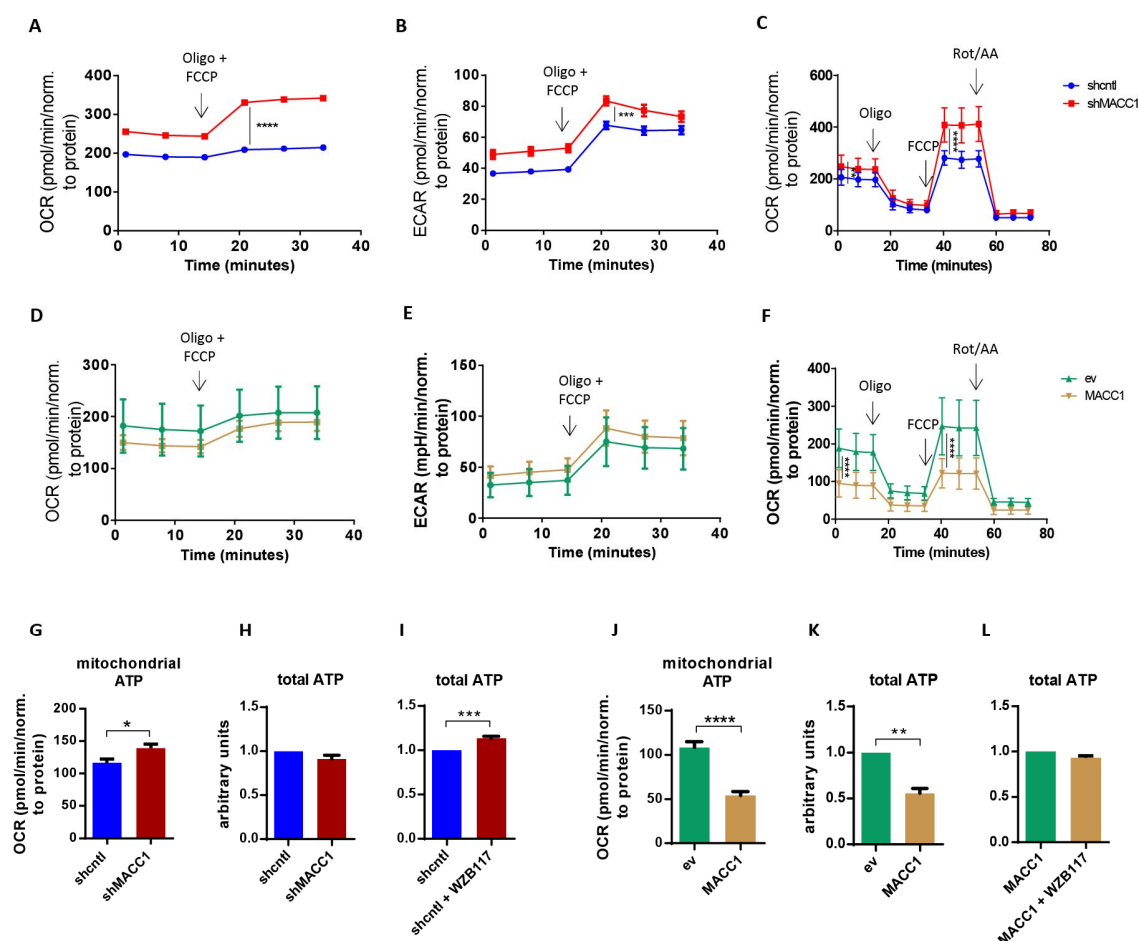 A
OCR (pmol/min/norm.
to protein)
400
300
200
100
0
Oligo +
FCCP
****
0 10 20 30 40
Time (minutes)
B
ECAR (pmol/min/norm.
to protein)
100
80
60
40
20
0
Oligo +
FCCP
***
0 10 20 30 40
Time (minutes)
C
OCR (pmol/min/norm.
to protein)
600
400
200
0
Oligo
FCCP
Rot/AA
****
0 20 40 60 80
Time (minutes)
shcntl
shMACC1
D
OCR (pmol/min/norm.
to protein)
300
200
100
0
Oligo +
FCCP
0 10 20 30 40
Time (minutes)
E
ECAR (mpH/min/norm.
to protein)
150
100
50
0
Oligo +
FCCP
0 10 20 30 40
Time (minutes)
F
OCR (pmol/min/norm.
to protein)
400
300
200
100
0
Oligo
FCCP
Rot/AA
****
****
0 20 40 60 80
Time (minutes)
ev
MACC1
G
mitochondrial
ATP
OCR (pmol/min/norm.
to protein)
200
150
100
50
0
*
shcntl
shMACC1
H
total ATP
arbitrary units
1.5
1.0
0.5
0.0
shcntl
shMACC1
I
total ATP
1.5
1.0
0.5
0.0
***
shcntl
shcntl + WZB117
J
mitochondrial
ATP
OCR (pmol/min/norm.
to protein)
150
100
50
0
****
ev
MACC1
K
total ATP
arbitrary units
1.5
1.0
0.5
0.0
**
ev
MACC1
L
total ATP
1.5
1.0
0.5
0.0
MACC1
MACC1 + WZB117